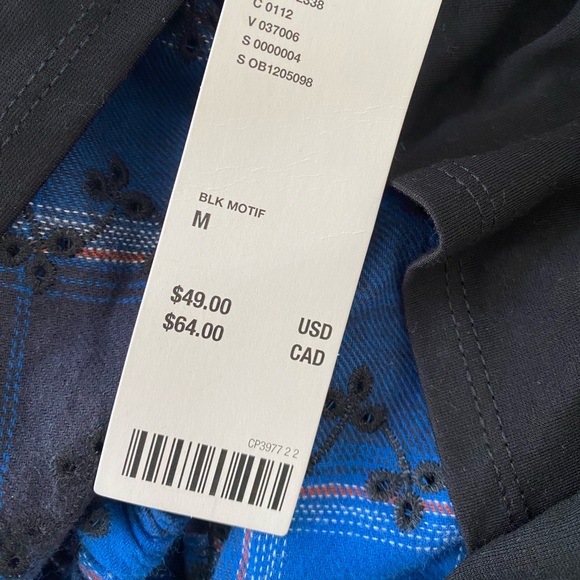 C 0112
V 037006
S 0000004
S OB1205098
BLK MOTIF
M
$49.00 USD
$64.00 CAD
CP3977 2 2